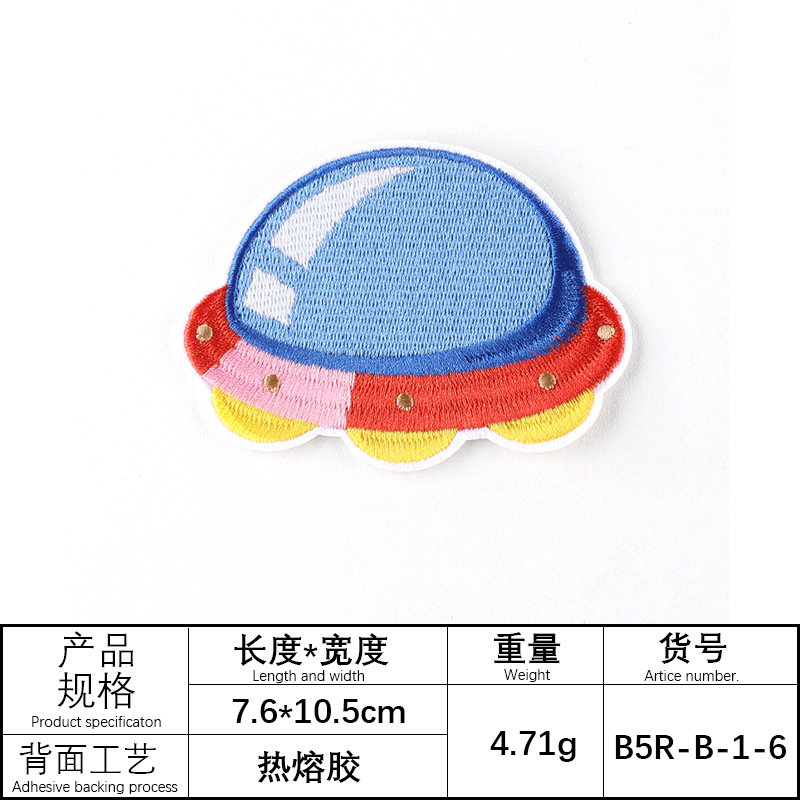 产品
规格
Product specificaton
长度*宽度
Length and width
重量
Weight
货号
Artice number.
7.6*10.5cm
4.71g
B5R-B-1-6
背面工艺
Adhesive backing process
热熔胶